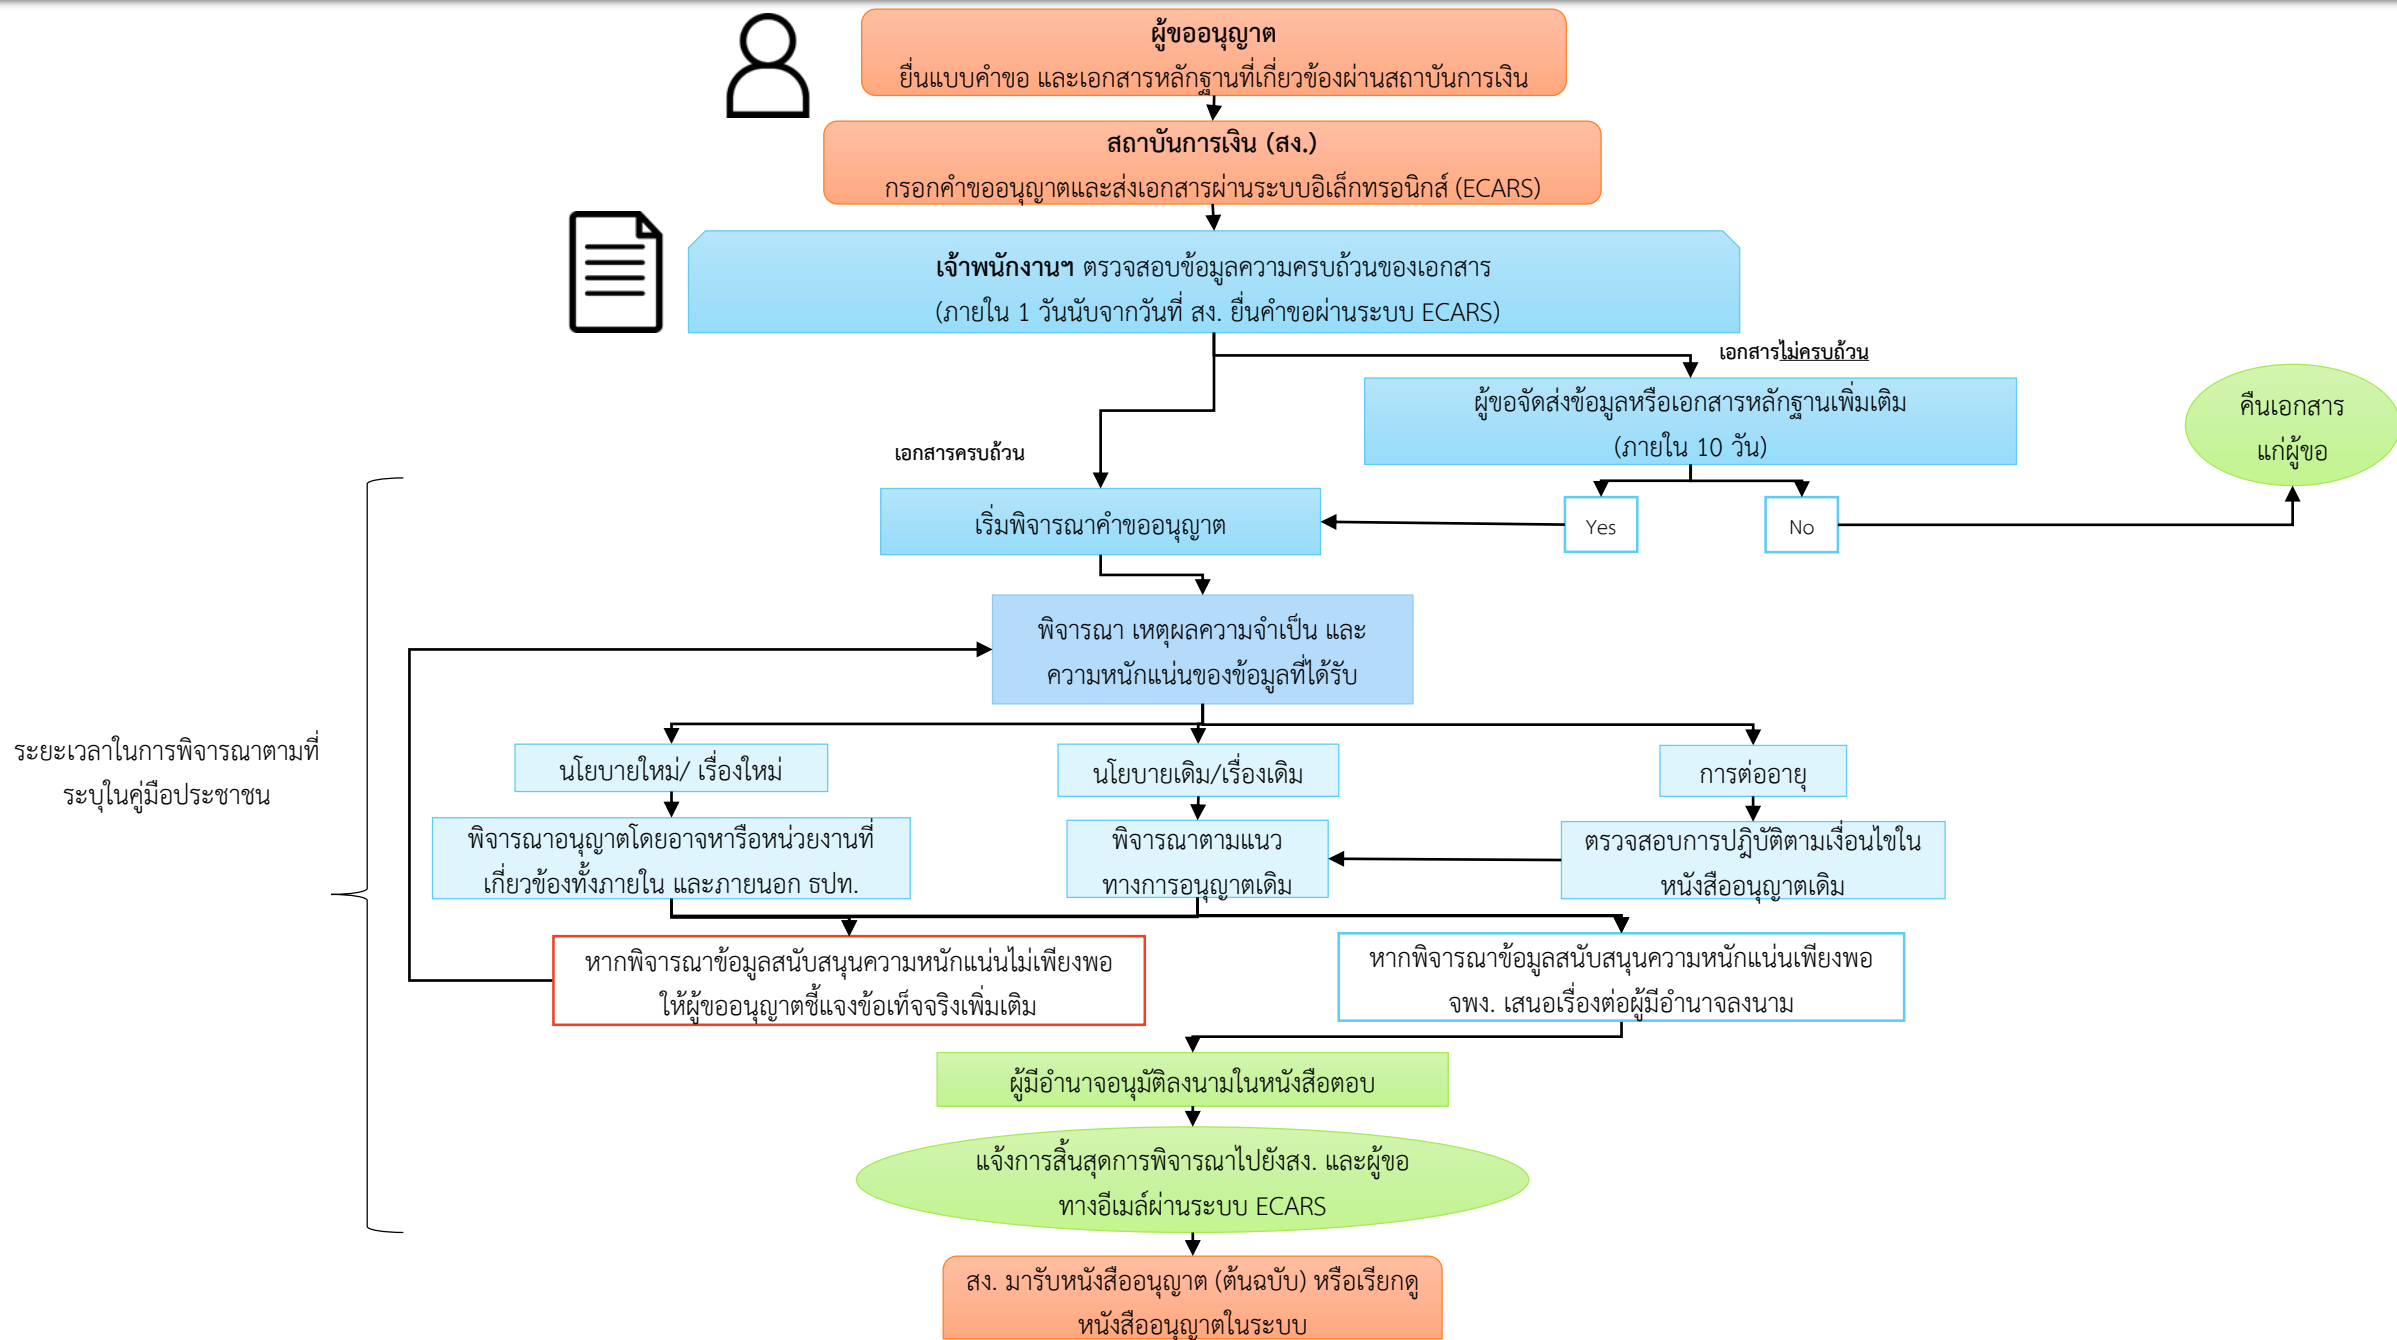 ผู้ขออนุญาต
ยื่นแบบคำขอ และเอกสารหลักฐานที่เกี่ยวข้องผ่านสถาบันการเงิน
สถาบันการเงิน (สง.)
กรอกคำขออนุญาตและส่งเอกสารผ่านระบบอิเล็กทรอนิกส์ (ECARS)
เจ้าพนักงานฯ ตรวจสอบข้อมูลความครบถ้วนของเอกสาร
(ภายใน 1 วันนับจากวันที่ สง. ยื่นคำขอผ่านระบบ ECARS)
เอกสารไม่ครบถ้วน
ผู้ขอจัดส่งข้อมูลหรือเอกสารหลักฐานเพิ่มเติม
(ภายใน 10 วัน)
คืนเอกสาร
แก่ผู้ขอ
เอกสารครบถ้วน
เริ่มพิจารณาคำขออนุญาต
Yes
No
พิจารณา เหตุผลความจำเป็น และ
ความหนักแน่นของข้อมูลที่ได้รับ
ระยะเวลาในการพิจารณาตามที่
ระบุในคู่มือประชาชน
นโยบายใหม่/ เรื่องใหม่
นโยบายเดิม/เรื่องเดิม
การต่ออายุ
พิจารณาอนุญาตโดยอาจหารือหน่วยงานที่
เกี่ยวข้องทั้งภายใน และภายนอก ธปท.
พิจารณาตามแนว
ทางการอนุญาตเดิม
ตรวจสอบการปฏิบัติตามเงื่อนไขใน
หนังสืออนุญาตเดิม
หากพิจารณาข้อมูลสนับสนุนความหนักแน่นไม่เพียงพอ
ให้ผู้ขออนุญาตชี้แจงข้อเท็จจริงเพิ่มเติม
หากพิจารณาข้อมูลสนับสนุนความหนักแน่นเพียงพอ
จพง. เสนอเรื่องต่อผู้มีอำนาจลงนาม
ผู้มีอำนาจอนุมัติลงนามในหนังสือตอบ
แจ้งการสิ้นสุดการพิจารณาไปยังสง. และผู้ขอ
ทางอีเมล์ผ่านระบบ ECARS
สง. มารับหนังสืออนุญาต (ต้นฉบับ) หรือเรียกดู
หนังสืออนุญาตในระบบ